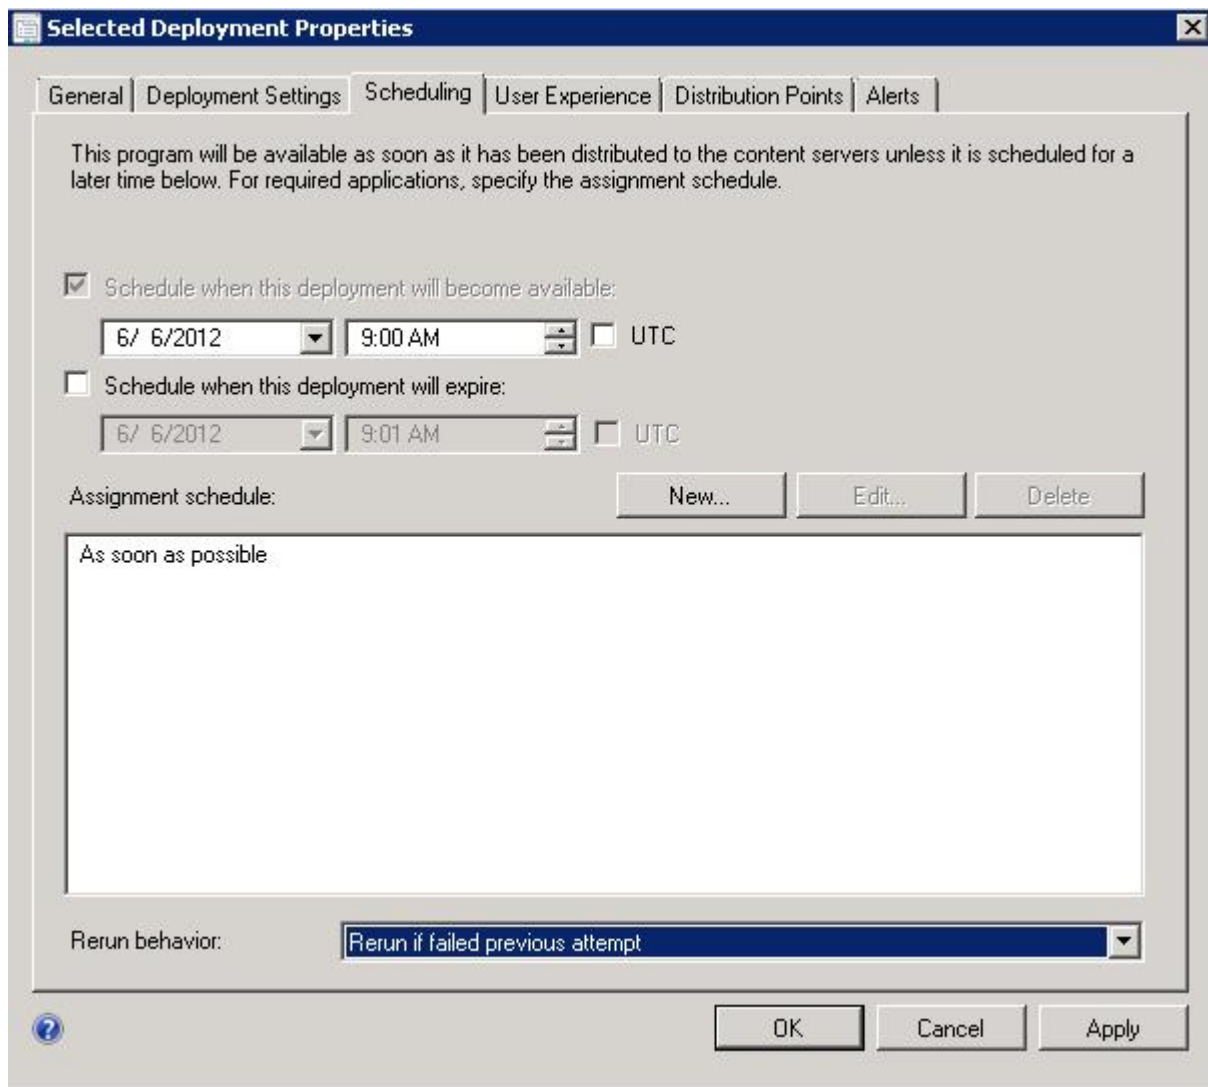 Selected Deployment Properties
General
Deployment Settings
Scheduling
User Experience
Distribution Points
Alerts
This program will be available as soon as it has been distributed to the content servers unless it is scheduled for a
later time below. For required applications, specify the assignment schedule.
Schedule when this deployment will become available:
6/ 6/2012
9:00 AM
UTC
Schedule when this deployment will expire:
6/ 6/2012
9:01 AM
UTC
Assignment schedule:
New...
Edit...
Delete
As soon as possible
Rerun behavior:
Rerun if failed previous attempt
OK
Cancel
Apply